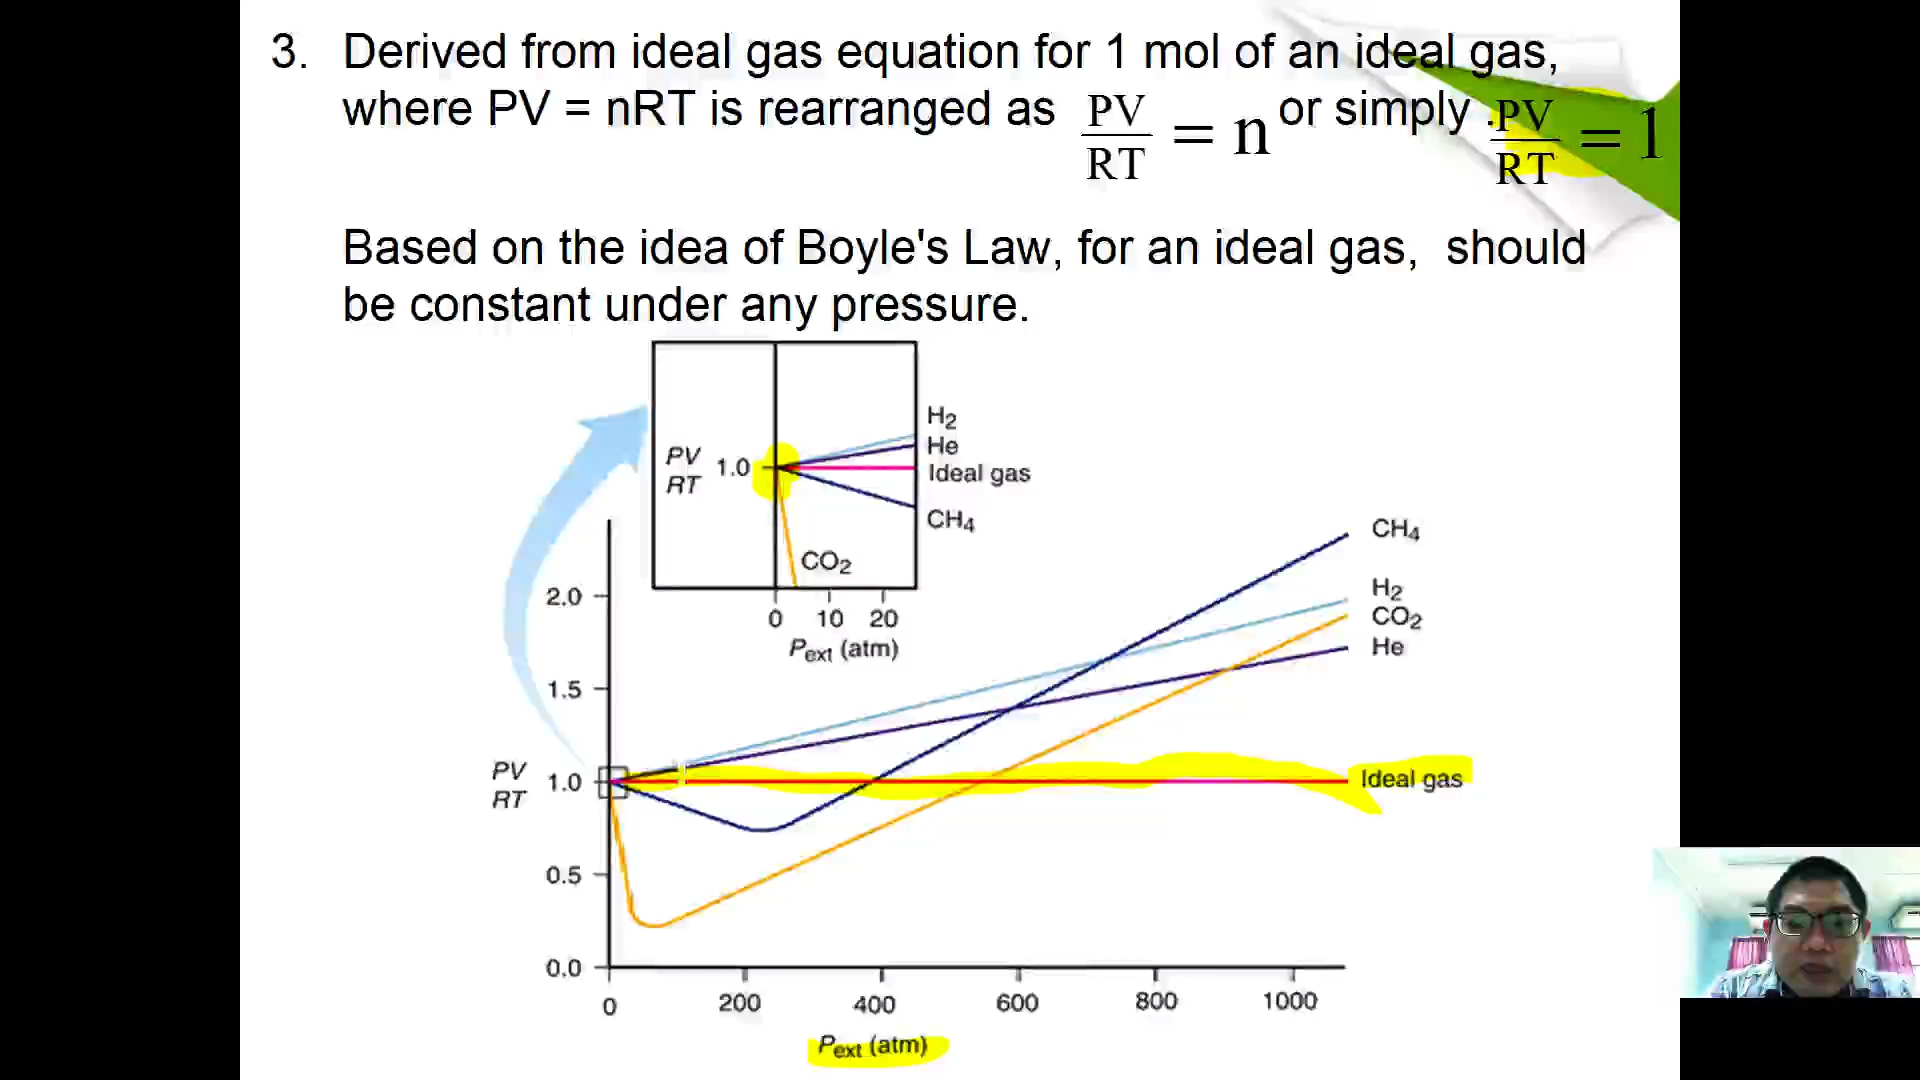 3. Derived from ideal gas equation for 1 mol of an ideal gas,
where PV = nRT is rearranged as PV/RT = n or simply . PV/RT = 1
Based on the idea of Boyle's Law, for an ideal gas, should
be constant under any pressure.
PV
RT
1.0
H2
He
Ideal gas
CH4
CO2
0 10 20
Pext (atm)
2.0
1.5
PV
RT
1.0
0.5
0.0
CH4
H2
CO2
He
Ideal gas
0 200 400 600 800 1000
Pext (atm)